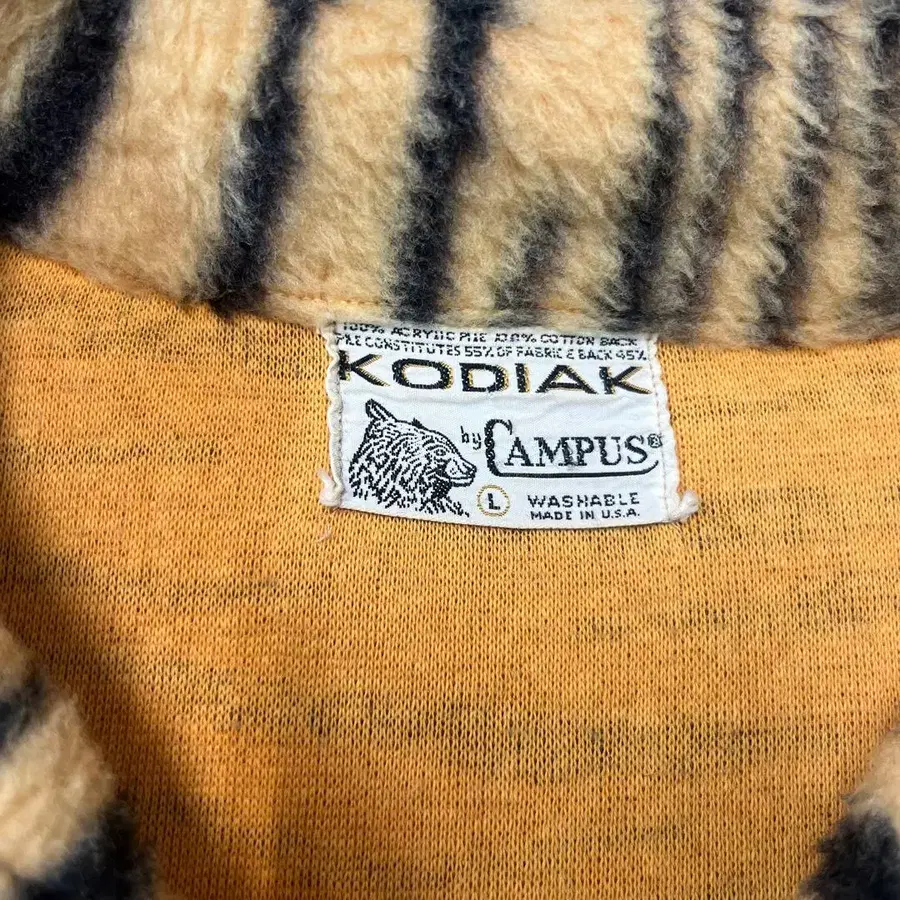 100% ACRYLIC PILE 100% COTTON BACK
PILE CONSTITUTES 55% OF FABRIC & BACK 45%
KODIAK
by CAMPUS®
L
WASHABLE
MADE IN U.S.A.